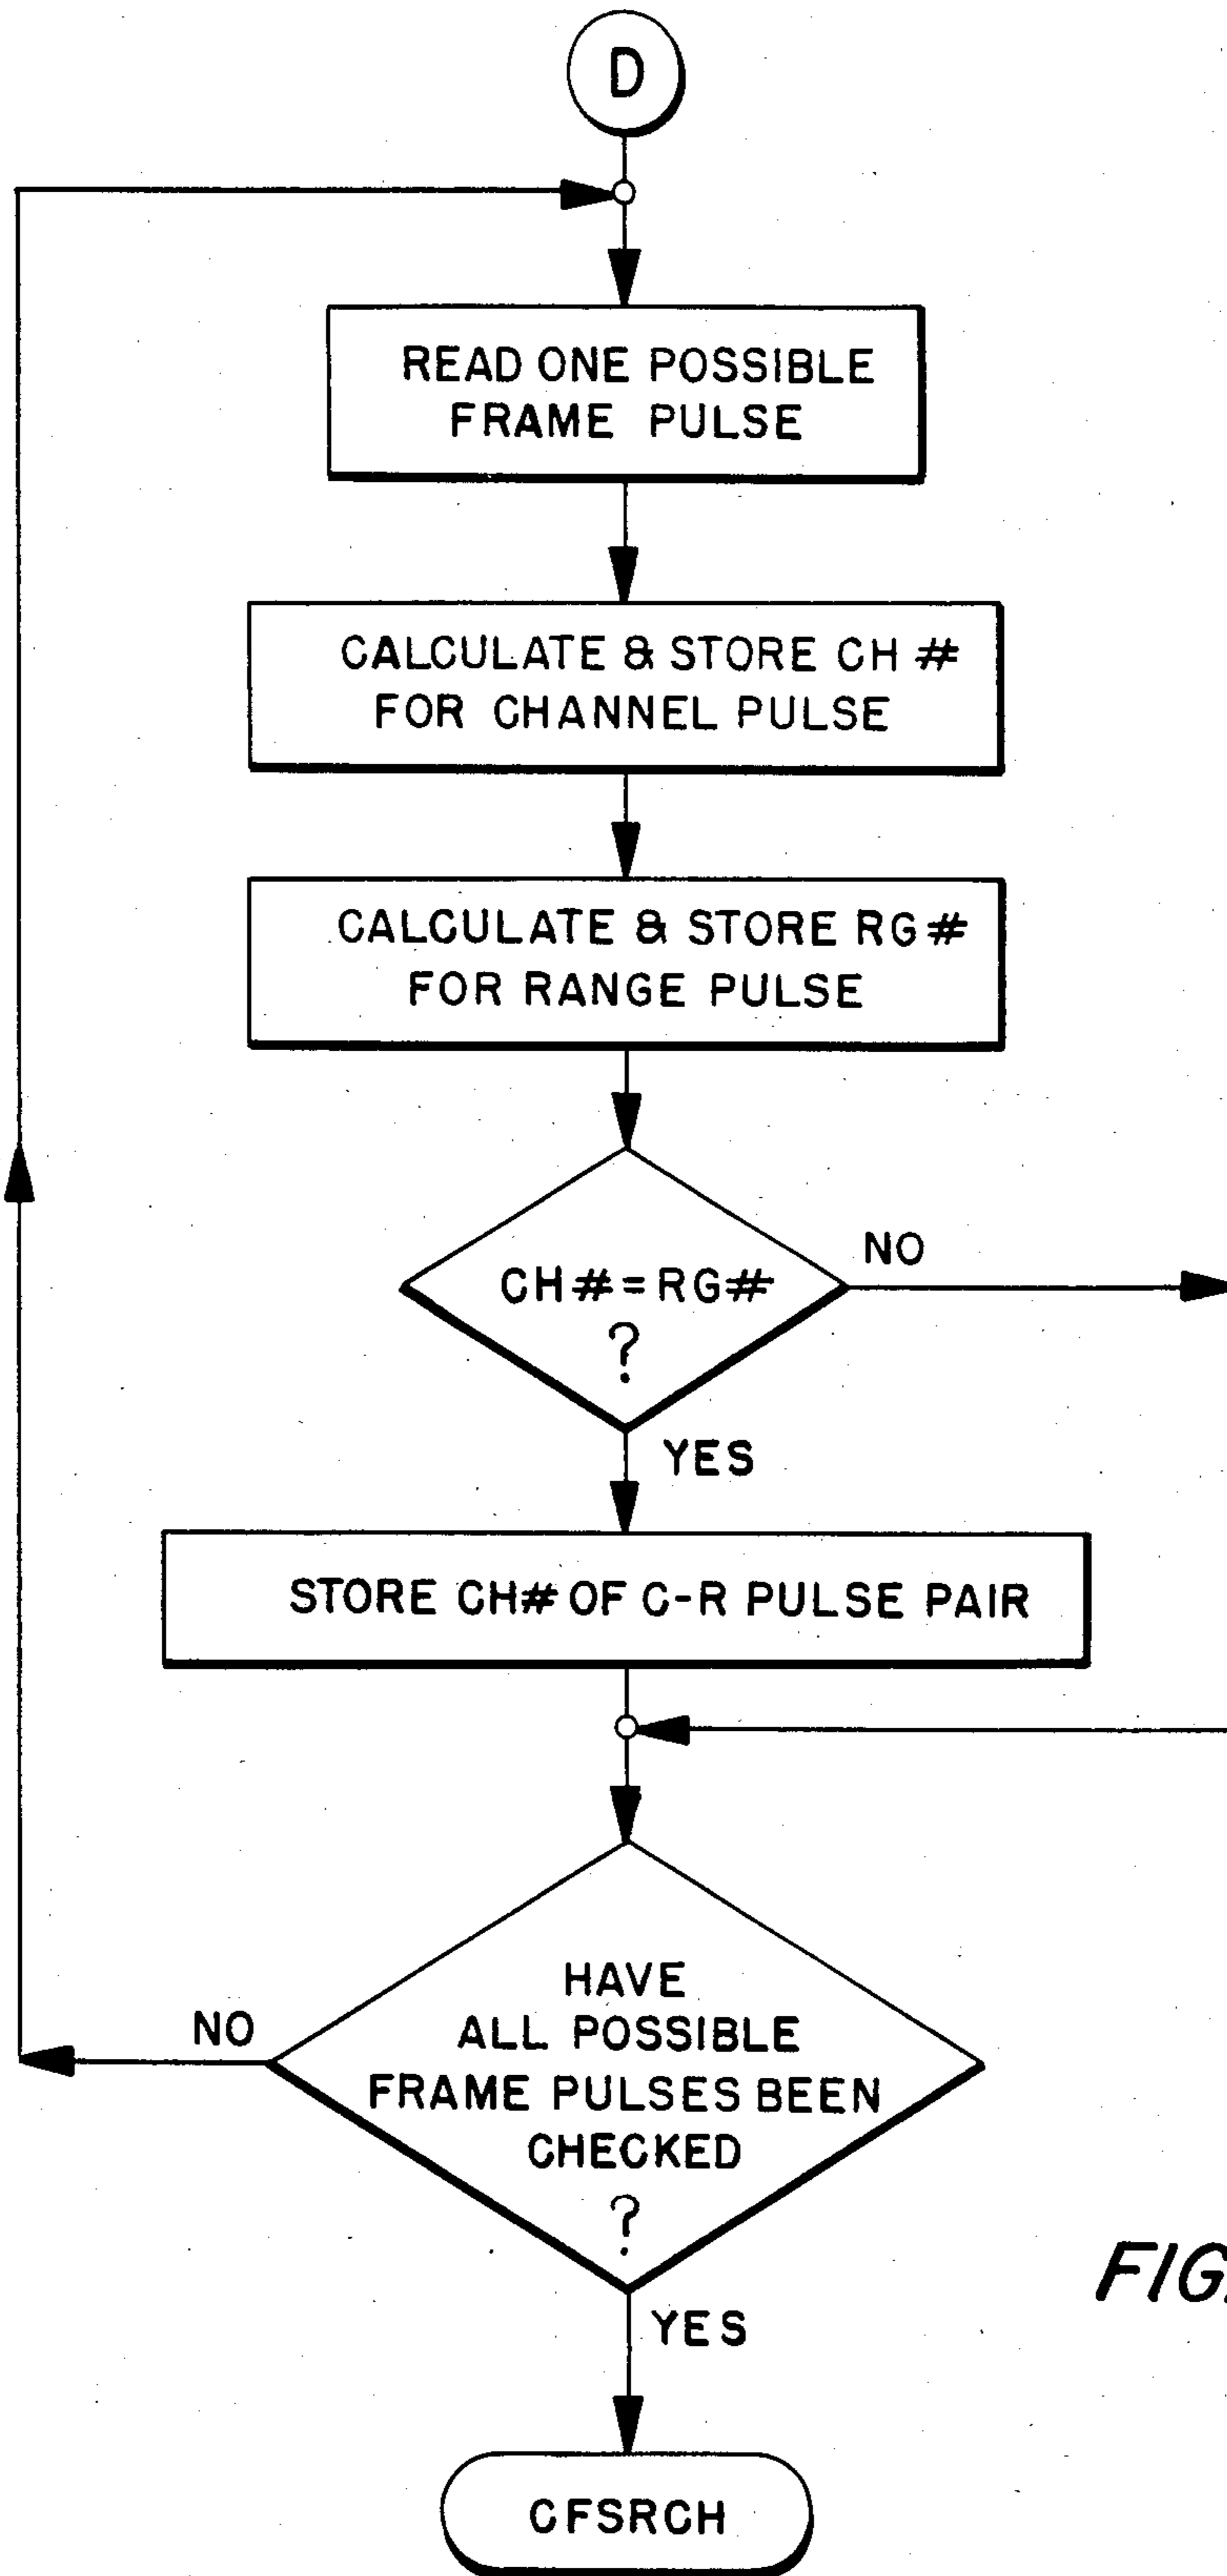 D
READ ONE POSSIBLE
FRAME PULSE
CALCULATE & STORE CH #
FOR CHANNEL PULSE
CALCULATE & STORE RG #
FOR RANGE PULSE
NO
CH # = RG #
?
YES
STORE CH# OF C-R PULSE PAIR
HAVE
NO
ALL POSSIBLE
FRAME PULSES BEEN
CHECKED
?
FIG.
YES
CFSRCH